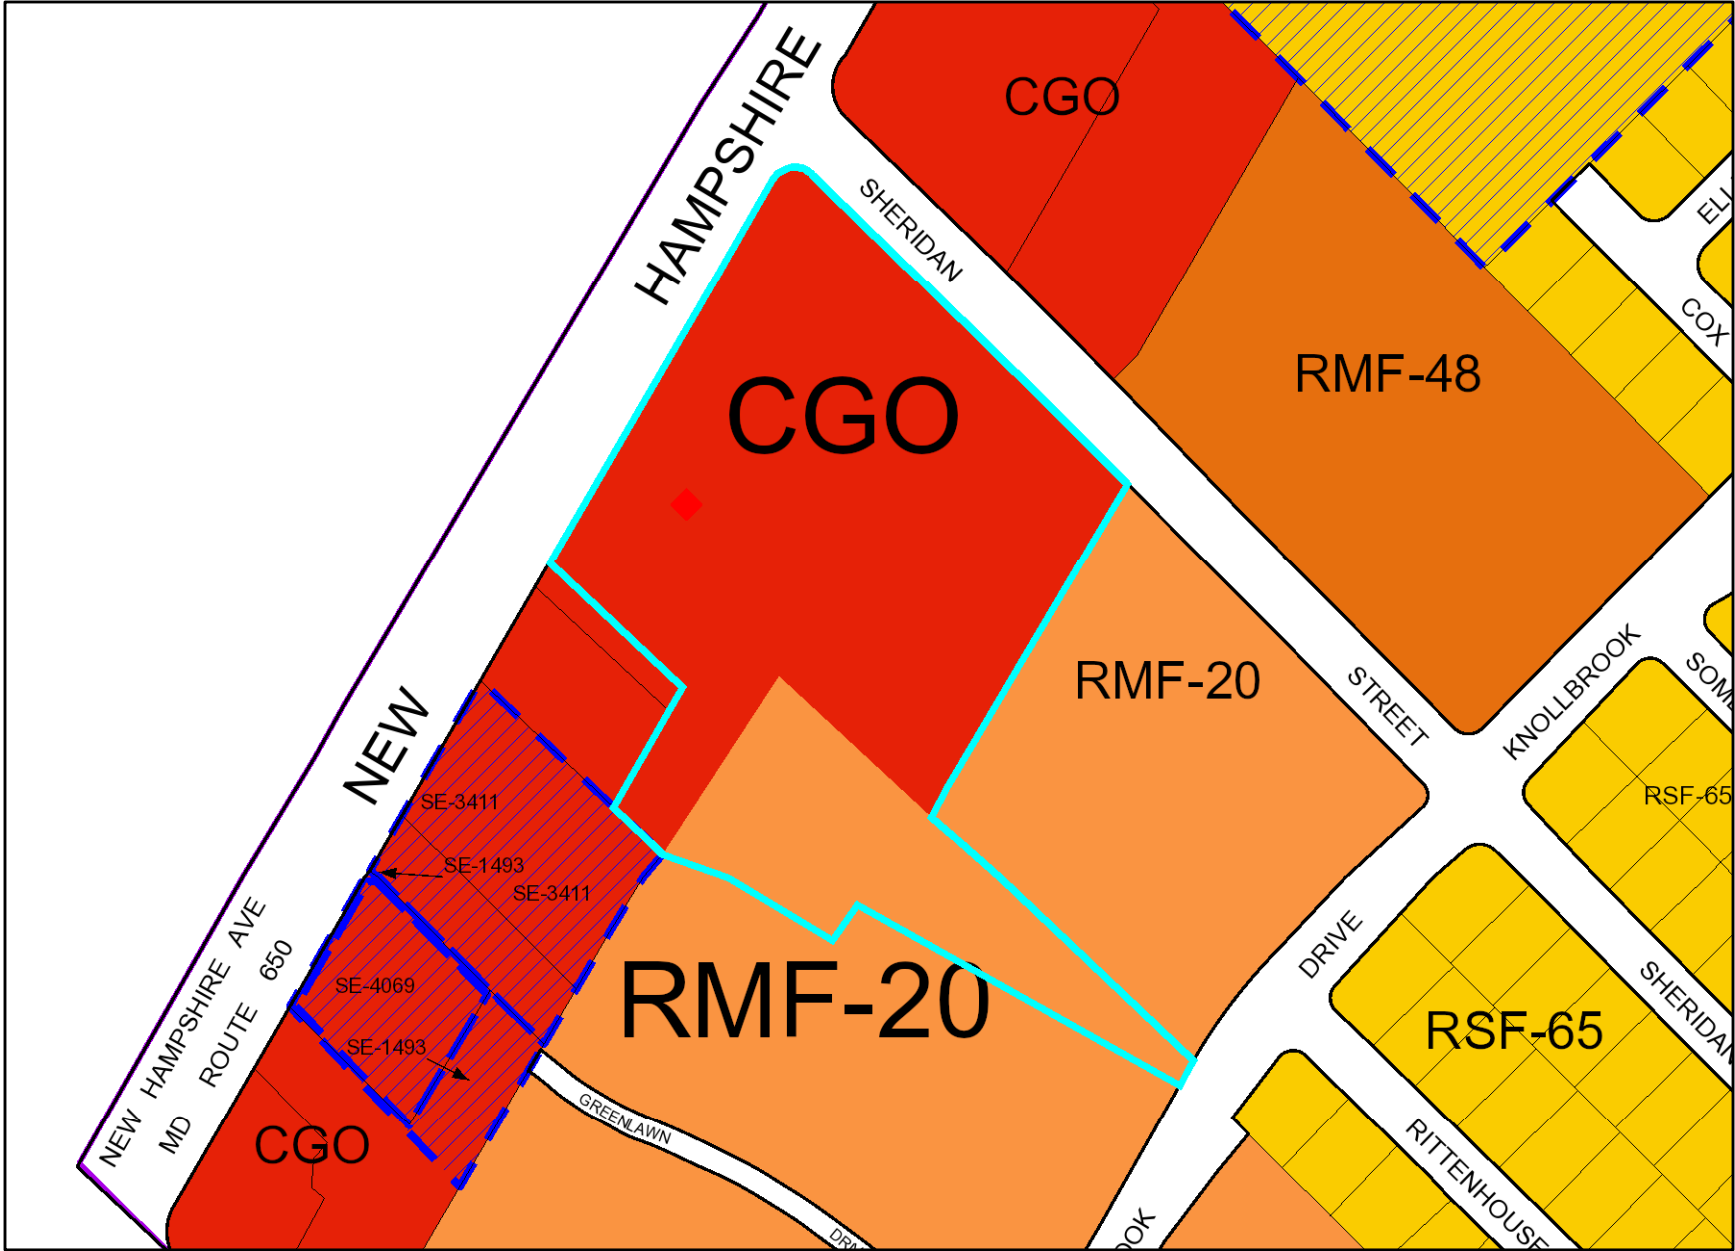 HAMPSHIRE
CGO
SHERIDAN
COX
RMF-48
CGO
RMF-20
KNOLLBROOK
STREET
NEW
SE-3411
RSF-65
SE-1493
SE-3411
DRIVE
NEW HAMPSHIRE AVE
MD ROUTE 650
SE-4069
RMF-20
SHERIDAN
RSF-65
SE-1493
GREENLAWN
CGO
RITTENHOUSE